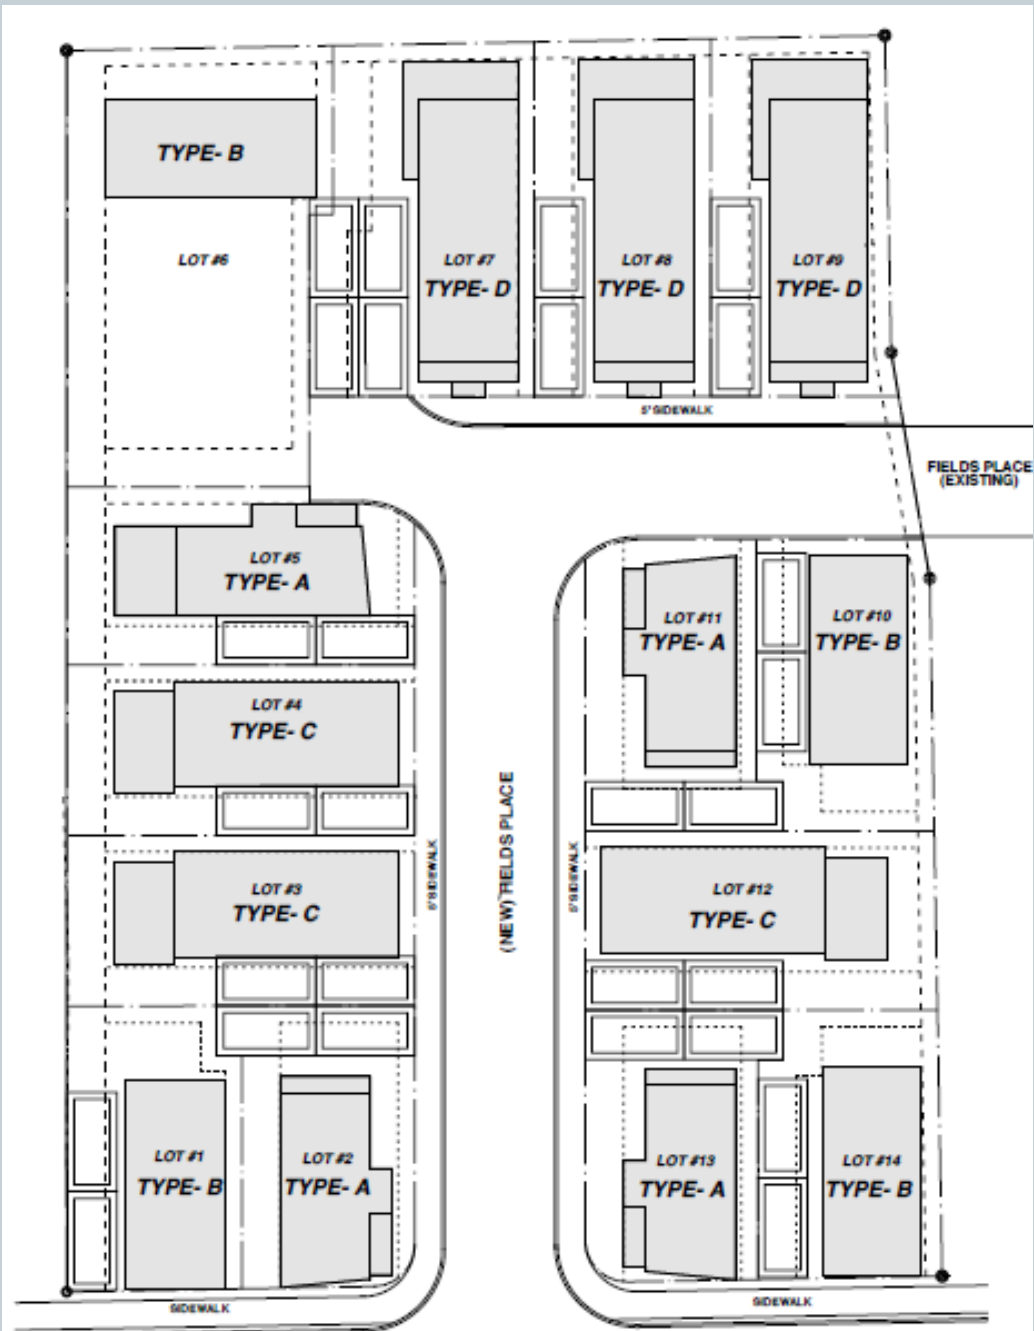 TYPE- B
LOT #6
LOT #7
TYPE- D
LOT #8
TYPE- D
LOT #9
TYPE- D
5' SIDEWALK
FIELDS PLACE
(EXISTING)
LOT #5
TYPE- A
LOT #11
TYPE- A
LOT #10
TYPE- B
LOT #4
TYPE- C
5' SIDEWALK
(NEW) FIELDS PLACE
5' SIDEWALK
LOT #3
TYPE- C
LOT #12
TYPE- C
LOT #1
TYPE- B
LOT #2
TYPE- A
LOT #13
TYPE- A
LOT #14
TYPE- B
SIDEWALK
SIDEWALK